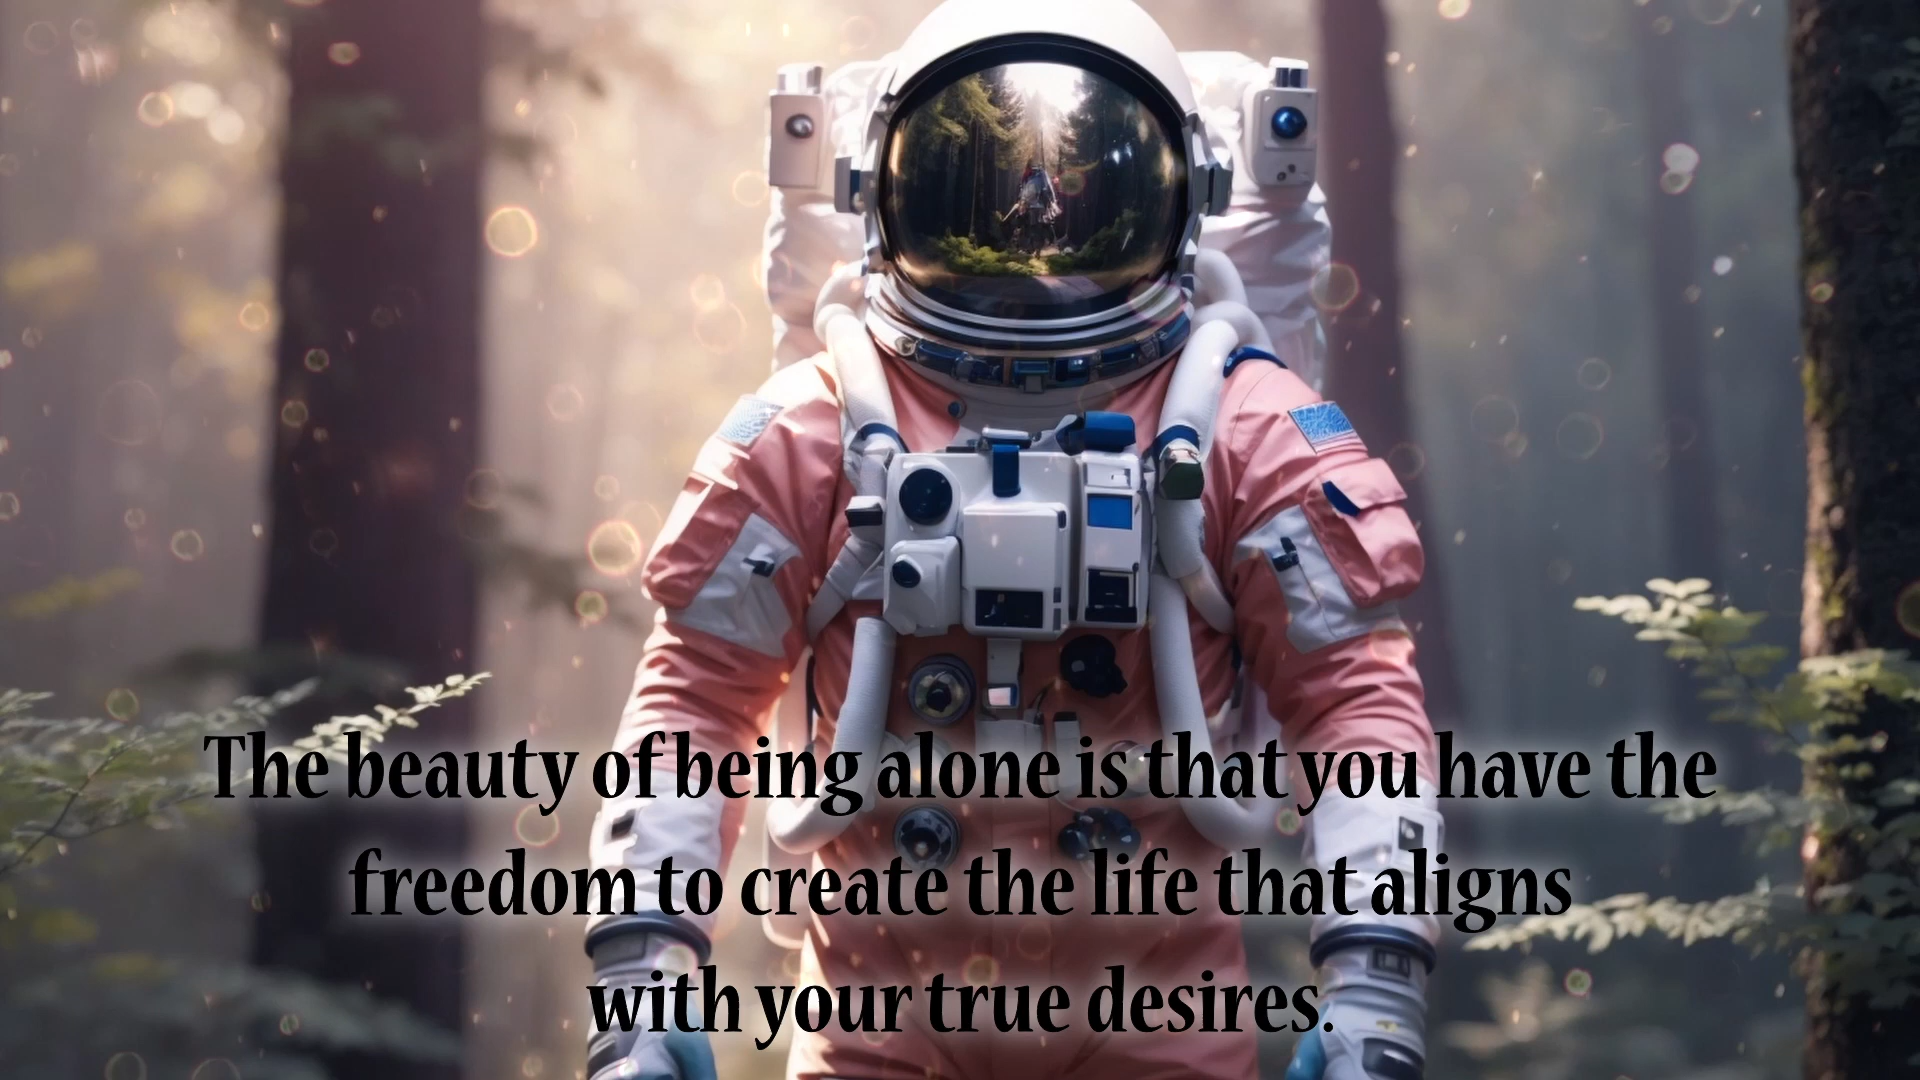 The beauty of being alone is that you have the
freedom to create the life that aligns
with your true desires.